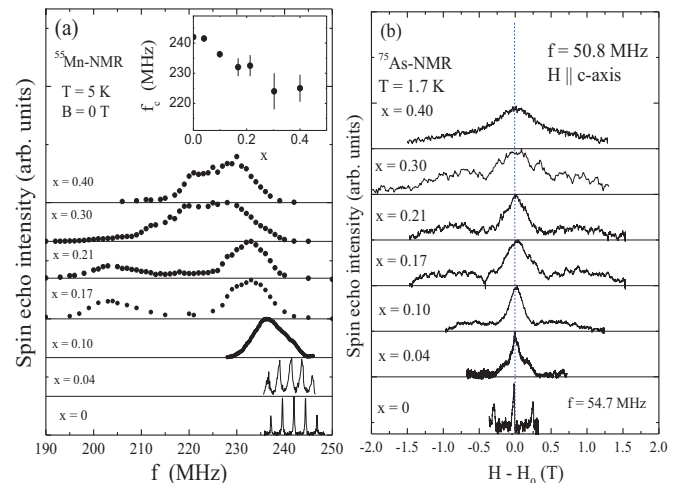 (a)
⁵⁵Mn-NMR
T = 5 K
B = 0 T
240
230
220
f_c (MHz)
0.0 0.2 0.4
x
x = 0.40
x = 0.30
x = 0.21
x = 0.17
x = 0.10
x = 0.04
x = 0
Spin echo intensity (arb. units)
190 200 210 220 230 240 250
f (MHz)
(b)
⁷⁵As-NMR
T = 1.7 K
f = 50.8 MHz
H || c-axis
x = 0.40
x = 0.30
x = 0.21
x = 0.17
x = 0.10
x = 0.04
x = 0
f = 54.7 MHz
Spin echo intensity (arb. units)
-2.0 -1.5 -1.0 -0.5 0.0 0.5 1.0 1.5 2.0
H - H₀ (T)